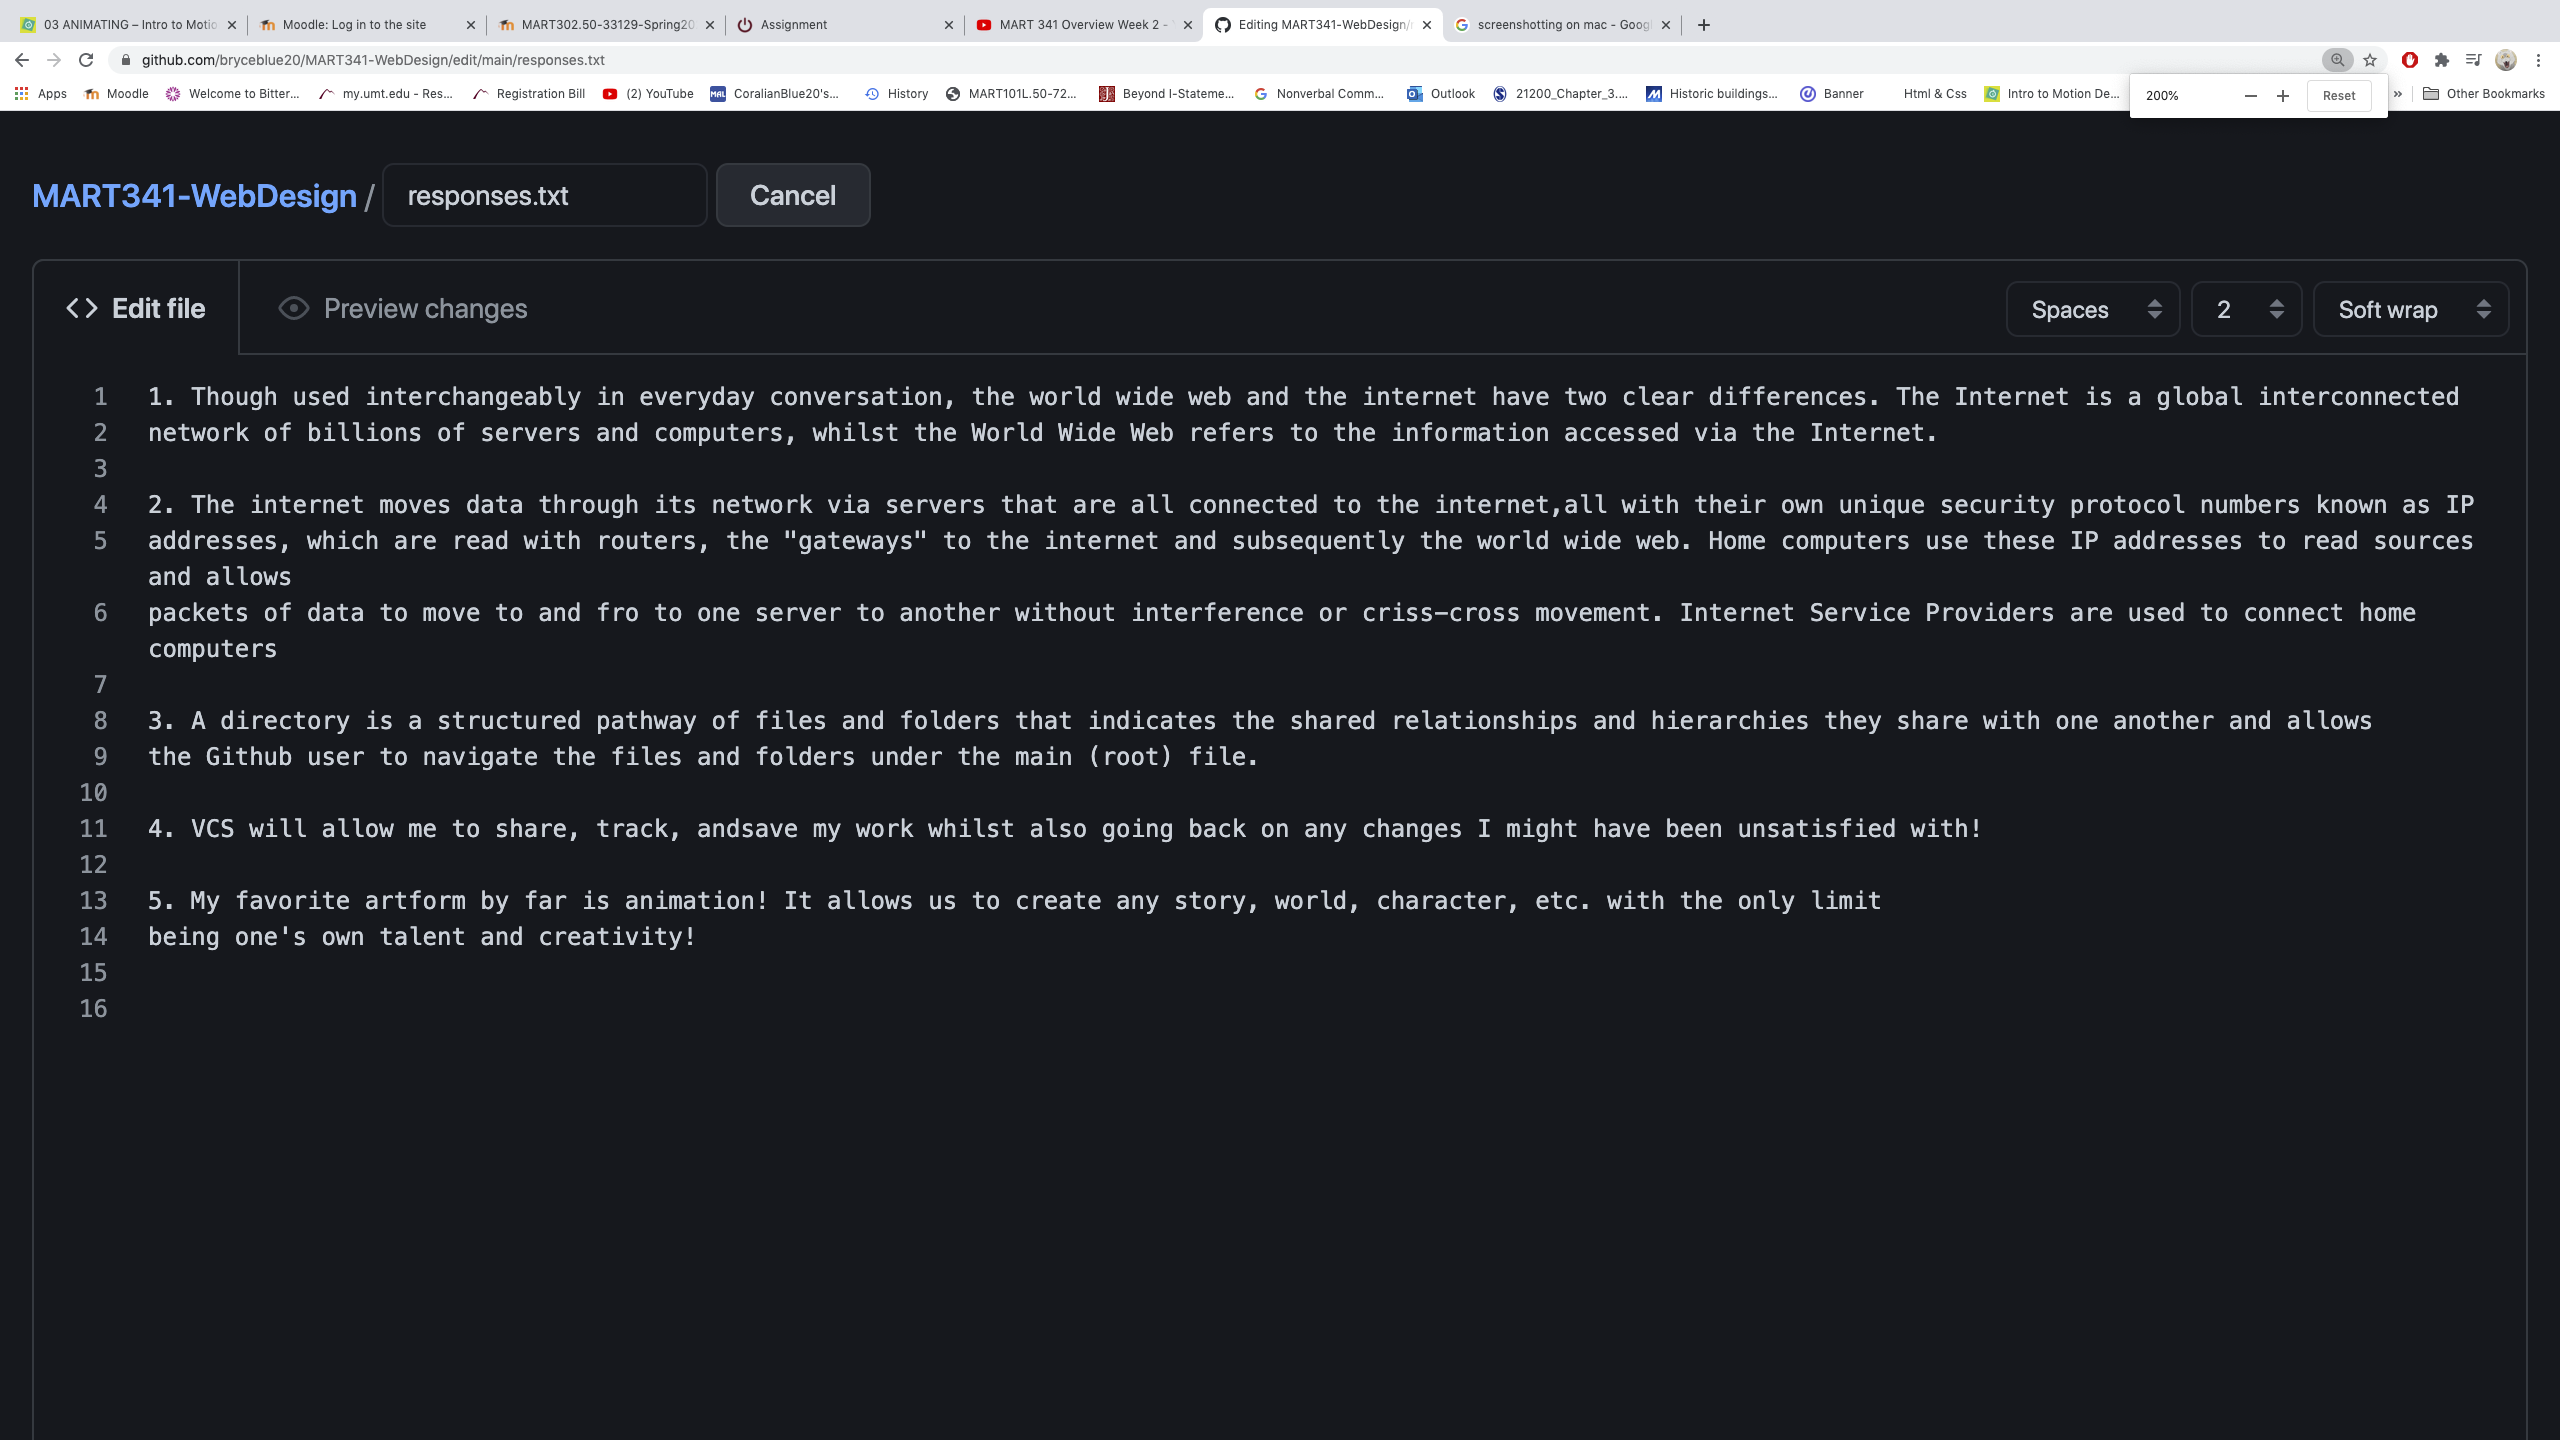 03 ANIMATING – Intro to Motio
Moodle: Log in to the site
MART302.50-33129-Spring20
Assignment
MART 341 Overview Week 2 -
Editing MART341-WebDesign/
screenshotting on mac - Goog
github.com/bryceblue20/MART341-WebDesign/edit/main/responses.txt
Apps
Moodle
Welcome to Bitter...
my.umt.edu - Res...
Registration Bill
(2) YouTube
MAL CoralianBlue20's...
History
MART101L.50-72...
Beyond I-Stateme...
Nonverbal Comm...
Outlook
21200_Chapter_3....
Historic buildings...
Banner
Html & Css
Intro to Motion De...
200%
Reset
»
Other Bookmarks
MART341-WebDesign / responses.txt Cancel
<> Edit file
Preview changes
Spaces 2 Soft wrap
1 1. Though used interchangeably in everyday conversation, the world wide web and the internet have two clear differences. The Internet is a global interconnected
2 network of billions of servers and computers, whilst the World Wide Web refers to the information accessed via the Internet.
3
4 2. The internet moves data through its network via servers that are all connected to the internet,all with their own unique security protocol numbers known as IP
5 addresses, which are read with routers, the "gateways" to the internet and subsequently the world wide web. Home computers use these IP addresses to read sources
and allows
6 packets of data to move to and fro to one server to another without interference or criss-cross movement. Internet Service Providers are used to connect home
computers
7
8 3. A directory is a structured pathway of files and folders that indicates the shared relationships and hierarchies they share with one another and allows
9 the Github user to navigate the files and folders under the main (root) file.
10
11 4. VCS will allow me to share, track, andsave my work whilst also going back on any changes I might have been unsatisfied with!
12
13 5. My favorite artform by far is animation! It allows us to create any story, world, character, etc. with the only limit
14 being one's own talent and creativity!
15
16